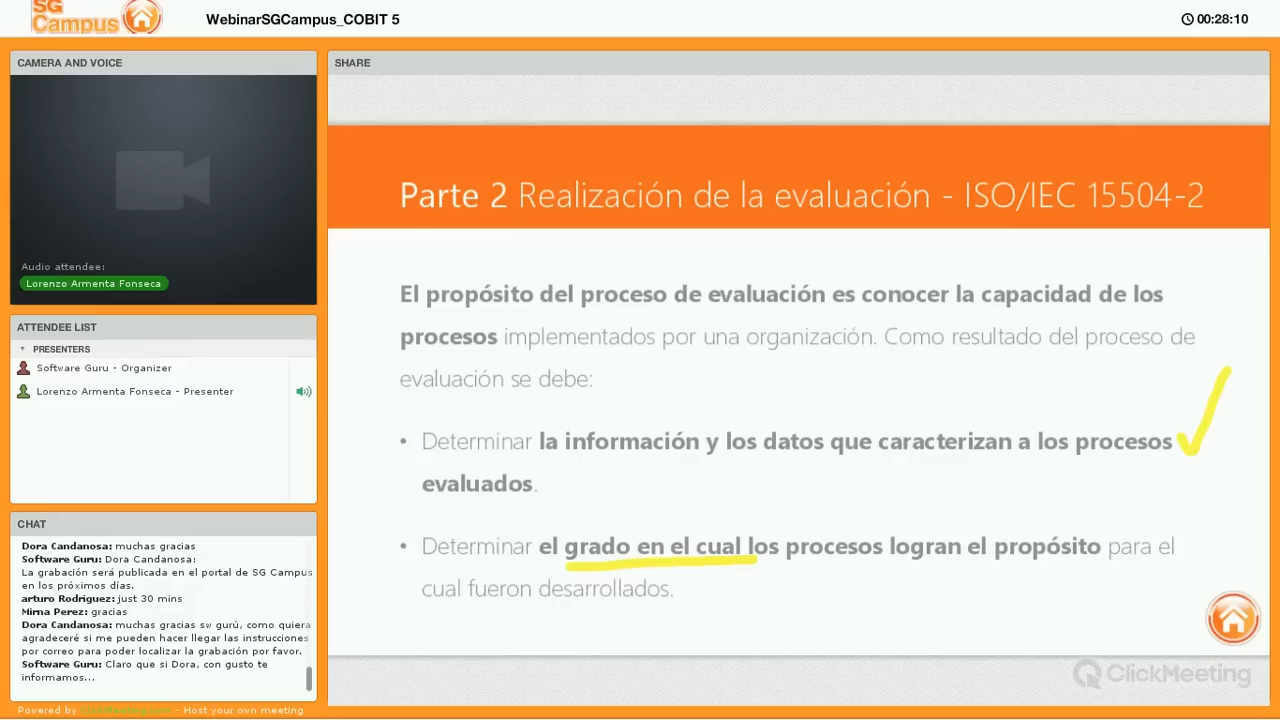 SG
Campus
WebinarSGCampus_COBIT 5
00:28:10
CAMERA AND VOICE
Audio attendee:
Lorenzo Armenta Fonseca
ATTENDEE LIST
PRESENTERS
Software Guru - Organizer
Lorenzo Armenta Fonseca - Presenter
CHAT
Dora Candanosa: muchas gracias
Software Guru: Dora Candanosa:
La grabación será publicada en el portal de SG Campus
en los próximos días.
arturo Rodriguez: just 30 mins
Mirna Perez: gracias
Dora Candanosa: muchas gracias sw gurú, como quiera
agradeceré si me pueden hacer llegar las instrucciones
por correo para poder localizar la grabación por favor.
Software Guru: Claro que si Dora, con gusto te
informamos...
Powered by ClickMeeting.com - Host your own meeting
SHARE
Parte 2 Realización de la evaluación - ISO/IEC 15504-2
El propósito del proceso de evaluación es conocer la capacidad de los
procesos implementados por una organización. Como resultado del proceso de
evaluación se debe:
• Determinar la información y los datos que caracterizan a los procesos
evaluados.
• Determinar el grado en el cual los procesos logran el propósito para el
cual fueron desarrollados.
ClickMeeting